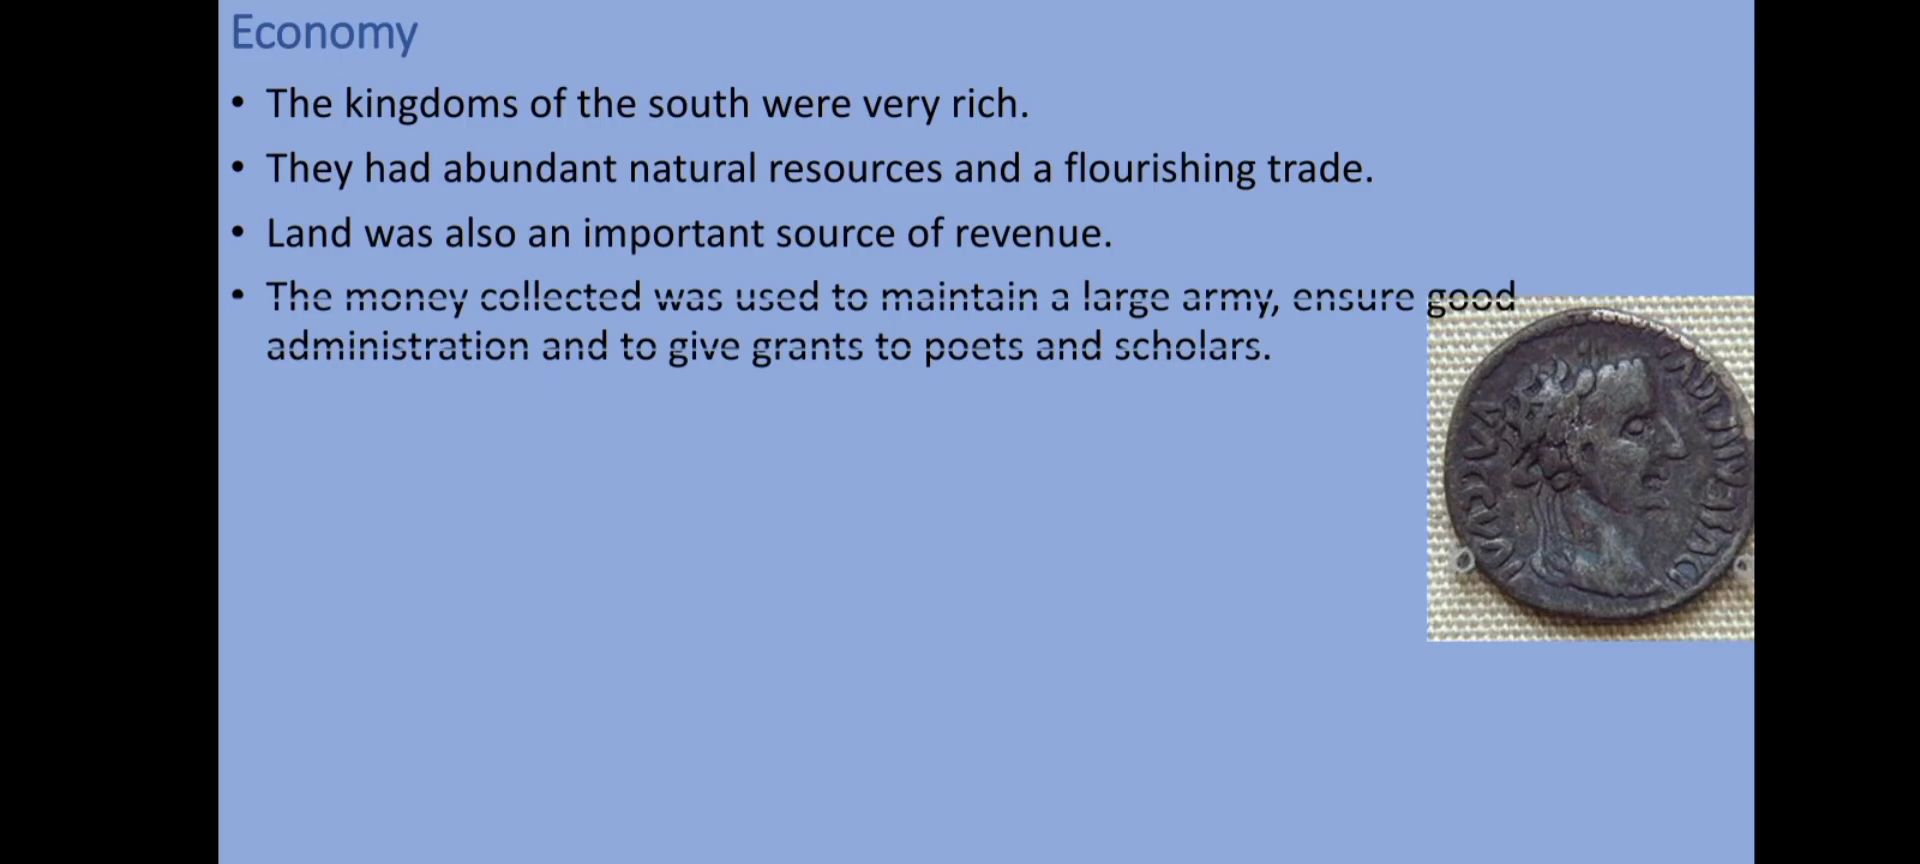 Economy
• The kingdoms of the south were very rich.
• They had abundant natural resources and a flourishing trade.
• Land was also an important source of revenue.
• The money collected was used to maintain a large army, ensure good
administration and to give grants to poets and scholars.